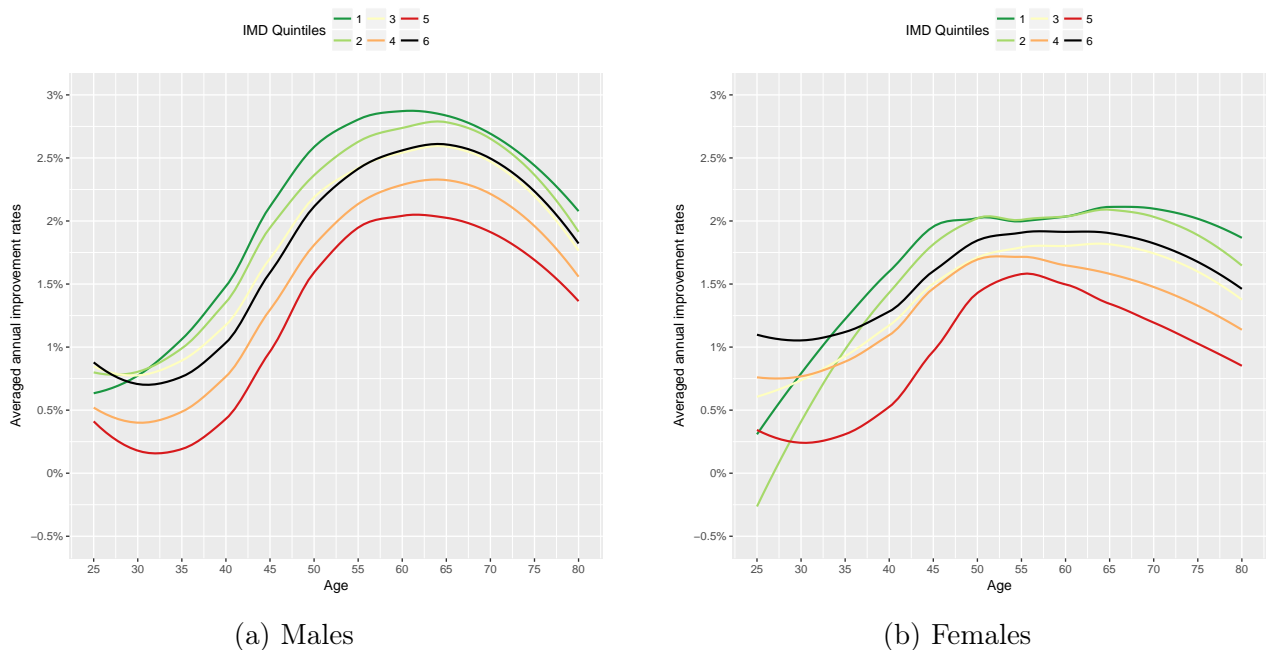 IMD Quintiles 1 3 5
2 4 6
Averaged annual improvement rates
3%
2.5%
2%
1.5%
1%
0.5%
0%
−0.5%
25 30 35 40 45 50 55 60 65 70 75 80
Age
(a) Males
IMD Quintiles 1 3 5
2 4 6
Averaged annual improvement rates
3%
2.5%
2%
1.5%
1%
0.5%
0%
−0.5%
25 30 35 40 45 50 55 60 65 70 75 80
Age
(b) Females